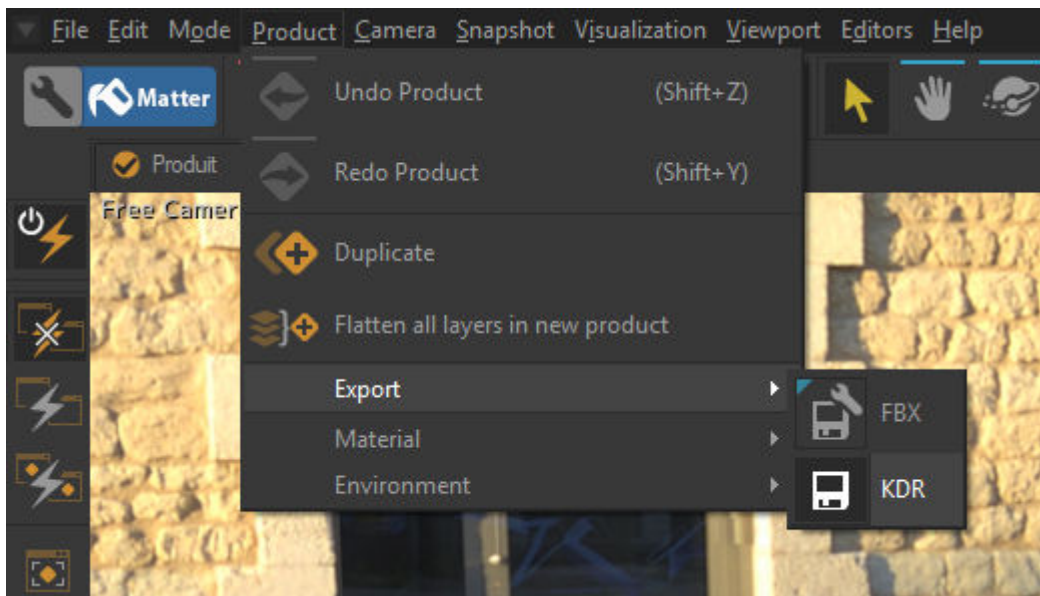 File Edit Mode Product Camera Snapshot Visualization Viewport Editors Help
Matter
Undo Product (Shift+Z)
Produit
Redo Product (Shift+Y)
Free Camer
Duplicate
Flatten all layers in new product
Export
FBX
Material
Environment
KDR